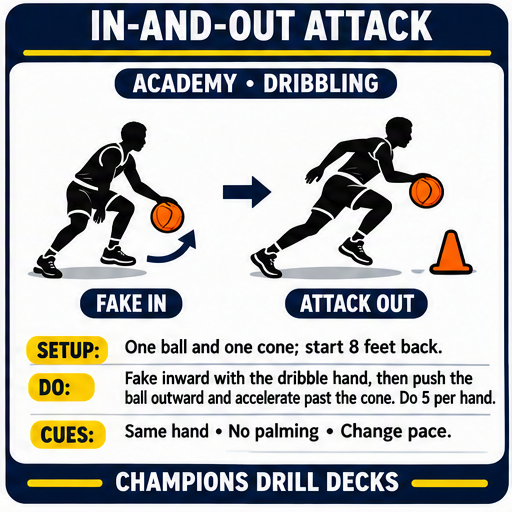 IN-AND-OUT ATTACK
ACADEMY • DRIBBLING
FAKE IN
ATTACK OUT
SETUP: One ball and one cone; start 8 feet back.
DO: Fake inward with the dribble hand, then push the
ball outward and accelerate past the cone. Do 5 per hand.
CUES: Same hand • No palming • Change pace.
CHAMPIONS DRILL DECKS